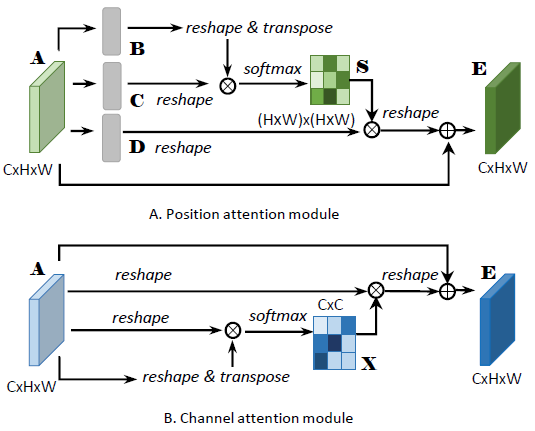 reshape & transpose
A
B
softmax
S
E
C reshape
reshape
(HxW)x(HxW)
D reshape
CxHxW
CxHxW
A. Position attention module
A
reshape
reshape
E
CxC
softmax
reshape
X
CxHxW
reshape & transpose
CxHxW
B. Channel attention module